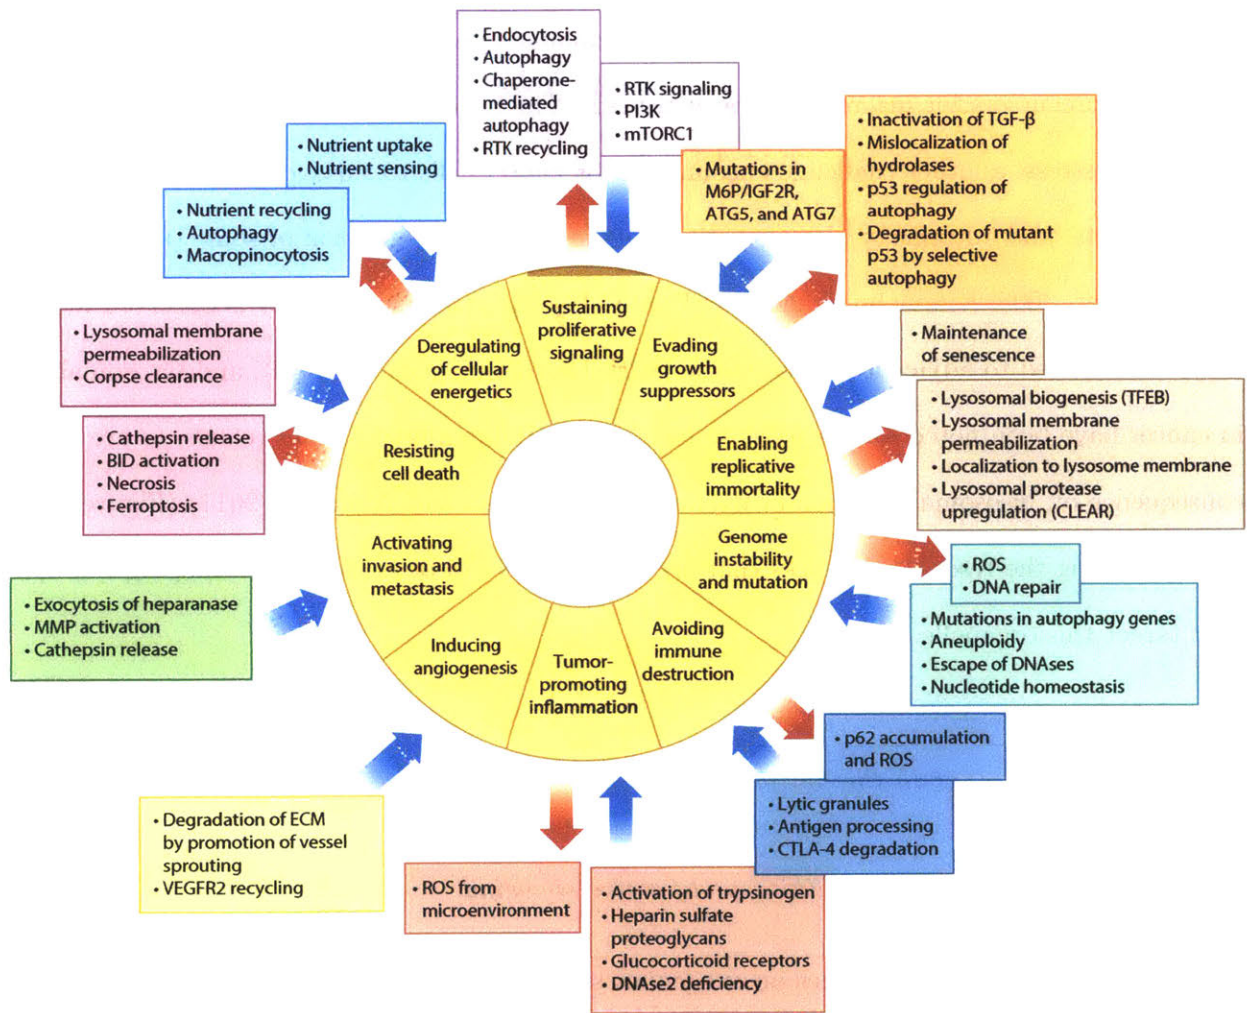 • Endocytosis
• Autophagy
• Chaperone-
mediated
autophagy
• RTK recycling
• RTK signaling
• PI3K
• mTORC1
• Mutations in
M6P/IGF2R,
ATG5, and ATG7
• Inactivation of TGF-β
• Mislocalization of
hydrolases
• p53 regulation of
autophagy
• Degradation of mutant
p53 by selective
autophagy
• Nutrient uptake
• Nutrient sensing
• Nutrient recycling
• Autophagy
• Macropinocytosis
• Lysosomal membrane
permeabilization
• Corpse clearance
• Cathepsin release
• BID activation
• Necrosis
• Ferroptosis
• Maintenance
of senescence
• Lysosomal biogenesis (TFEB)
• Lysosomal membrane
permeabilization
• Localization to lysosome membrane
• Lysosomal protease
upregulation (CLEAR)
Sustaining
proliferative
signaling
Evading
growth
suppressors
Enabling
replicative
immortality
Genome
instability
and mutation
Avoiding
immune
destruction
Tumor-
promoting
inflammation
Inducing
angiogenesis
Activating
invasion and
metastasis
Resisting
cell death
Deregulating
of cellular
energetics
• Exocytosis of heparanase
• MMP activation
• Cathepsin release
• ROS
• DNA repair
• Mutations in autophagy genes
• Aneuploidy
• Escape of DNAses
• Nucleotide homeostasis
• p62 accumulation
and ROS
• Lytic granules
• Antigen processing
• CTLA-4 degradation
• Degradation of ECM
by promotion of vessel
sprouting
• VEGFR2 recycling
• ROS from
microenvironment
• Activation of trypsinogen
• Heparin sulfate
proteoglycans
• Glucocorticoid receptors
• DNAse2 deficiency